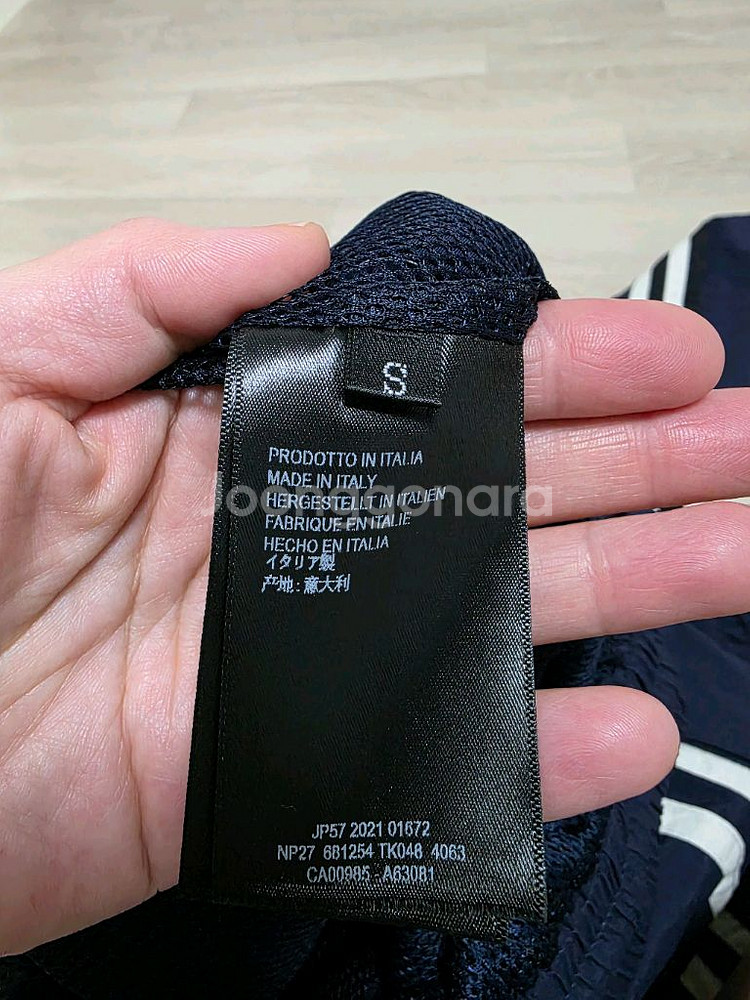 S
PRODOTTO IN ITALIA
MADE IN ITALY
HERGESTELLT IN ITALIEN
Joonggonara
FABRIQUE EN ITALIE
HECHO EN ITALIA
イタリア製
产地:意大利
JP57 2021 01672
NP27 681254 TK048 4063
CA00985 - A63081